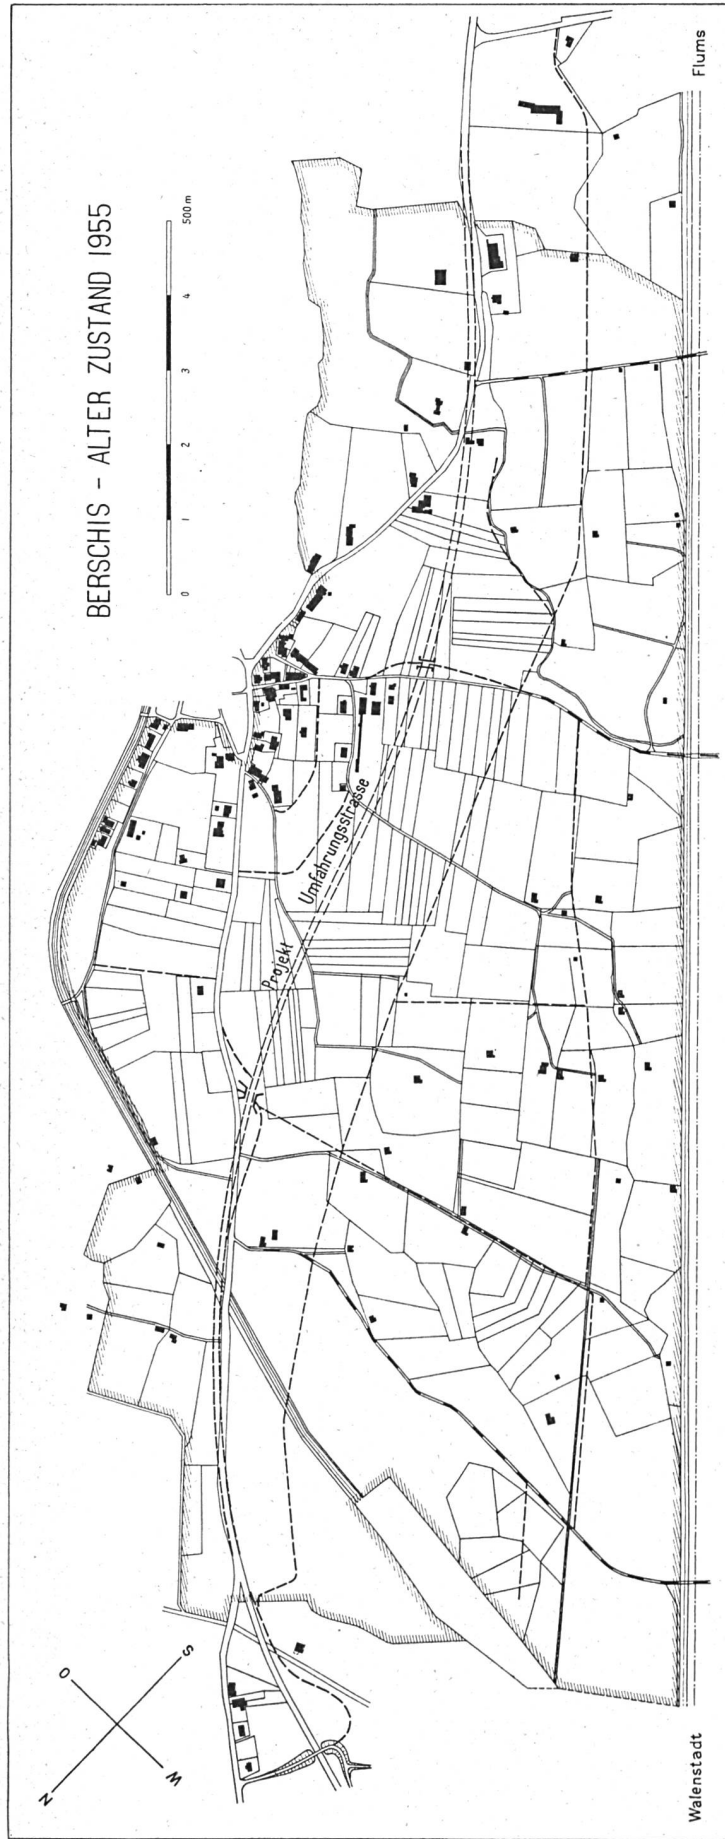 BERSCHIS - ALTER ZUSTAND 1955
0 1 2 3 4 500 m
Projekt Umfahrungsstrasse
Walenstadt
Flums
N
O
S
W